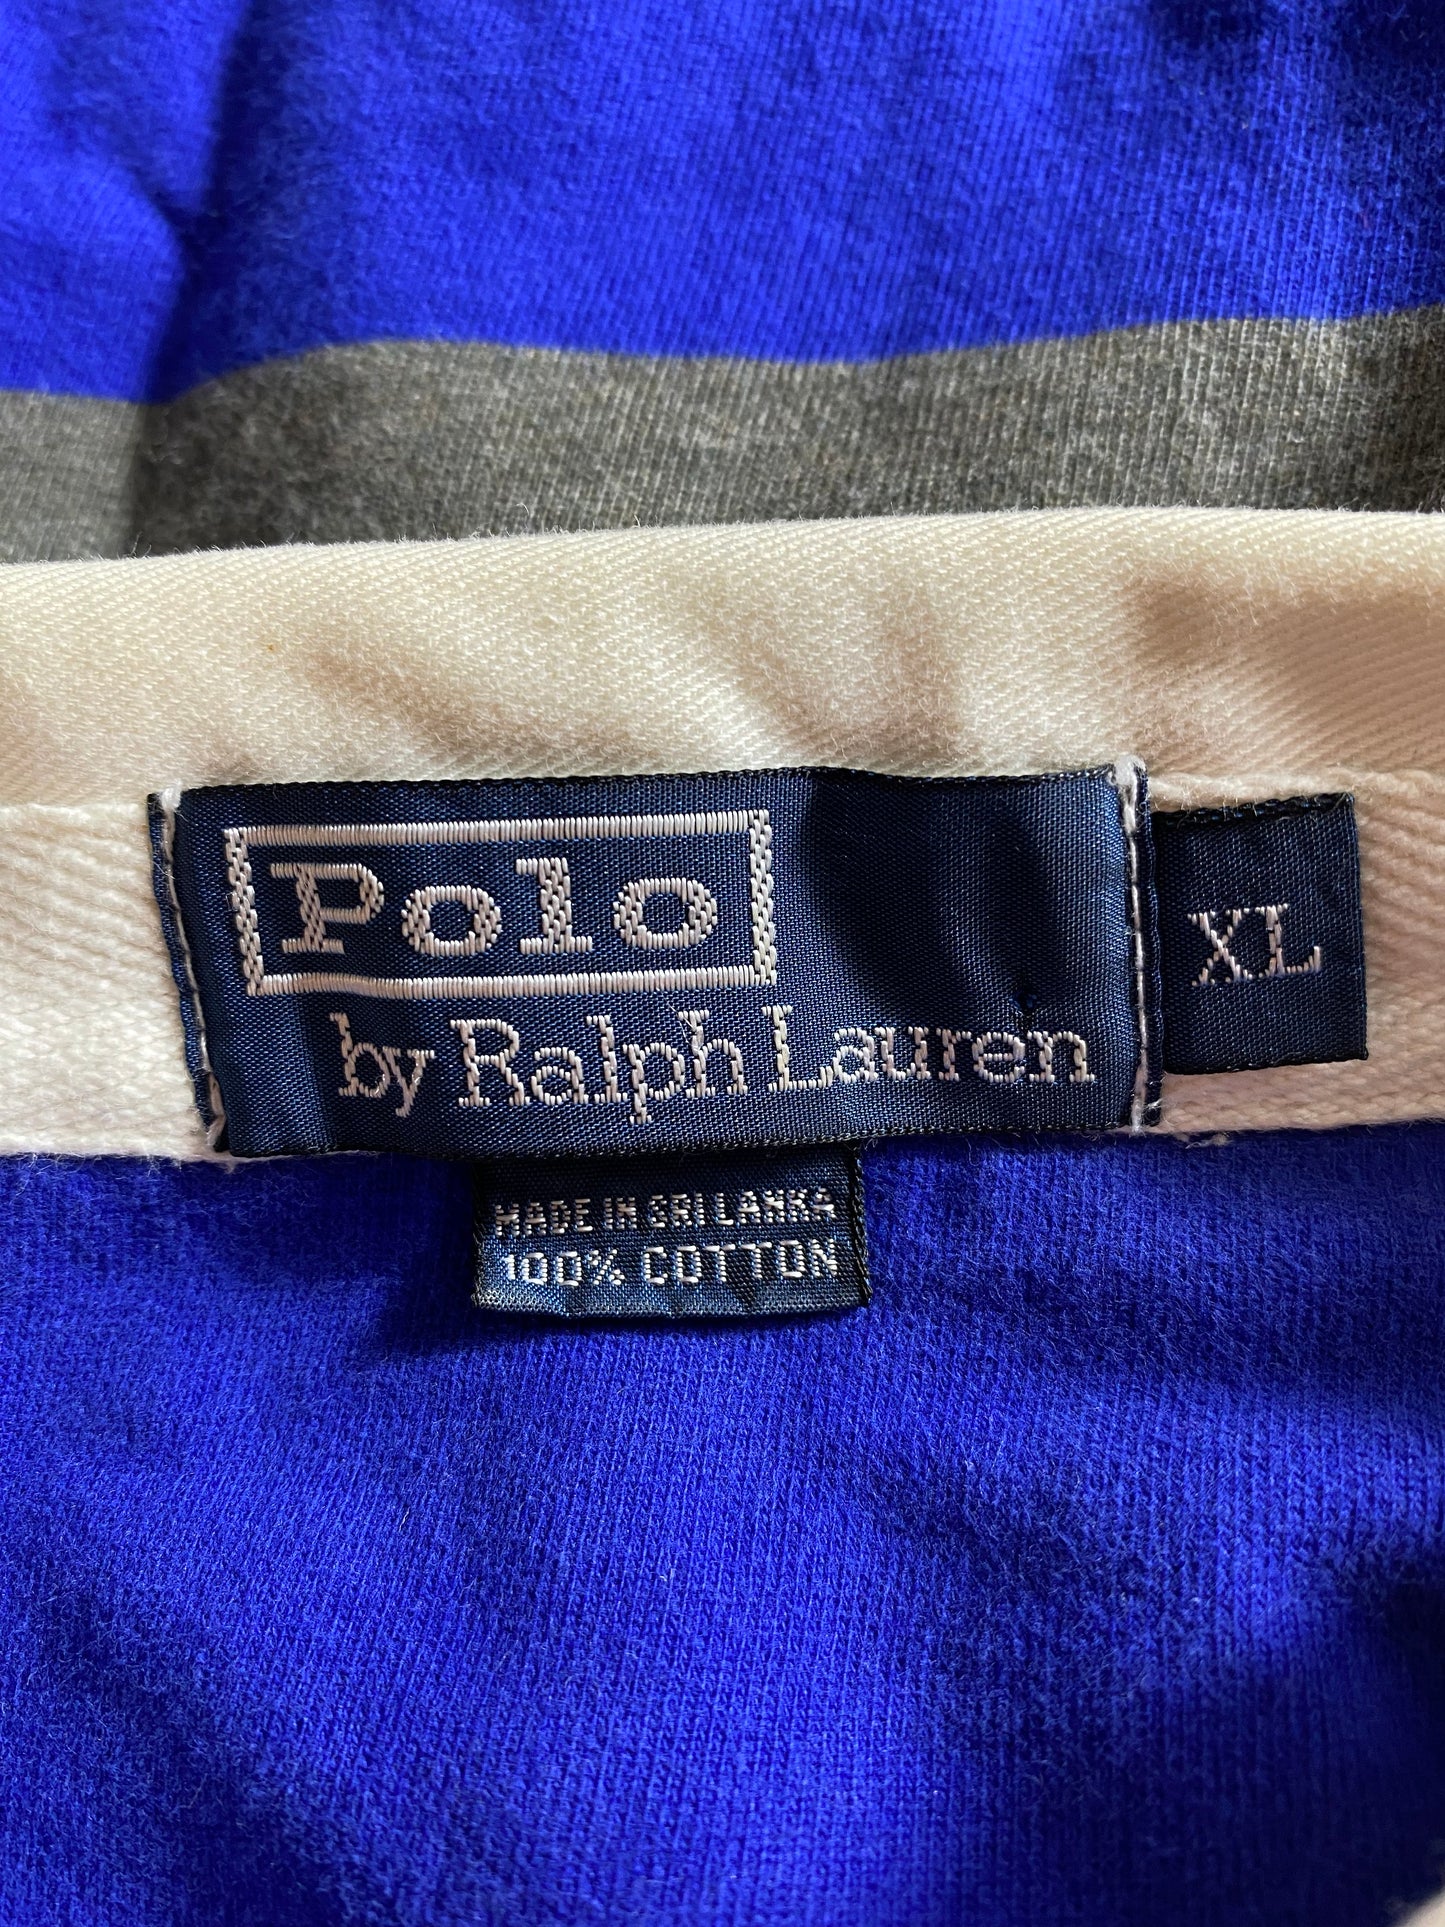 Polo
by Ralph Lauren
XL
MADE IN SRI LANKA
100% COTTON